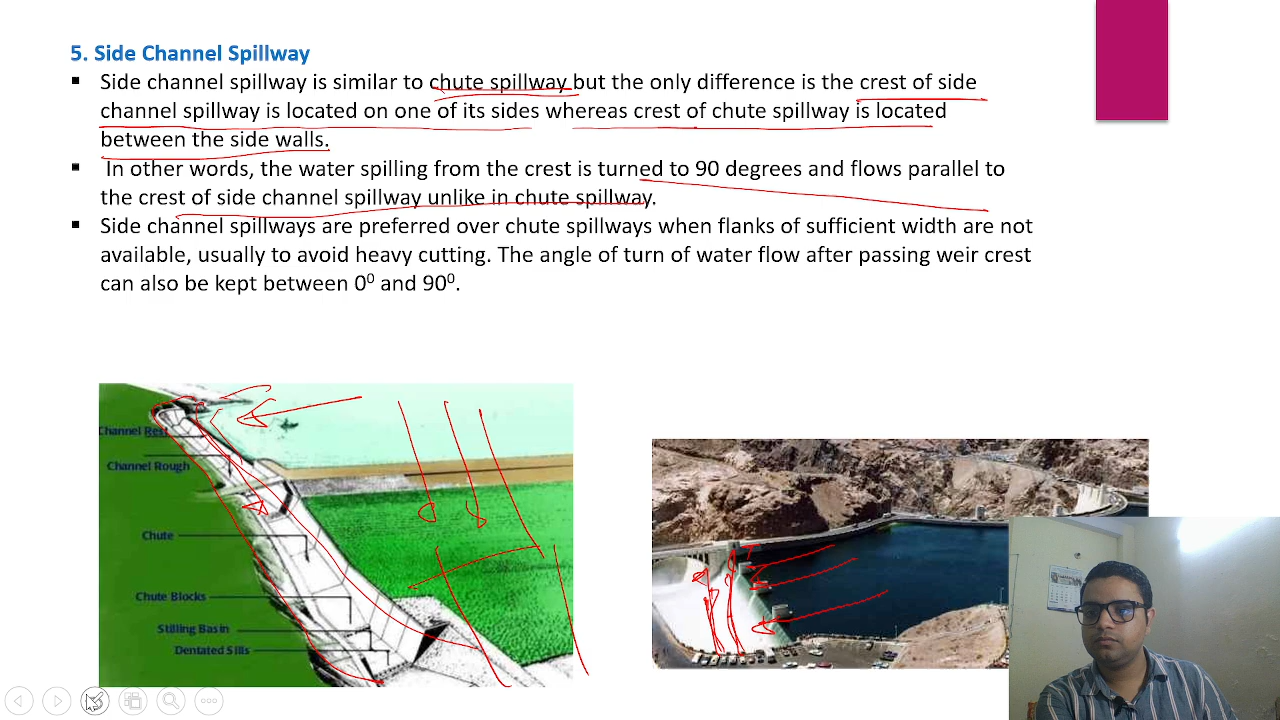 5. Side Channel Spillway
▪ Side channel spillway is similar to chute spillway but the only difference is the crest of side
channel spillway is located on one of its sides whereas crest of chute spillway is located
between the side walls.
▪ In other words, the water spilling from the crest is turned to 90 degrees and flows parallel to
the crest of side channel spillway unlike in chute spillway.
▪ Side channel spillways are preferred over chute spillways when flanks of sufficient width are not
available, usually to avoid heavy cutting. The angle of turn of water flow after passing weir crest
can also be kept between 0⁰ and 90⁰.
Channel Rest
Channel Rough
Chute
Chute Blocks
Stilling Basin
Dentated Sills